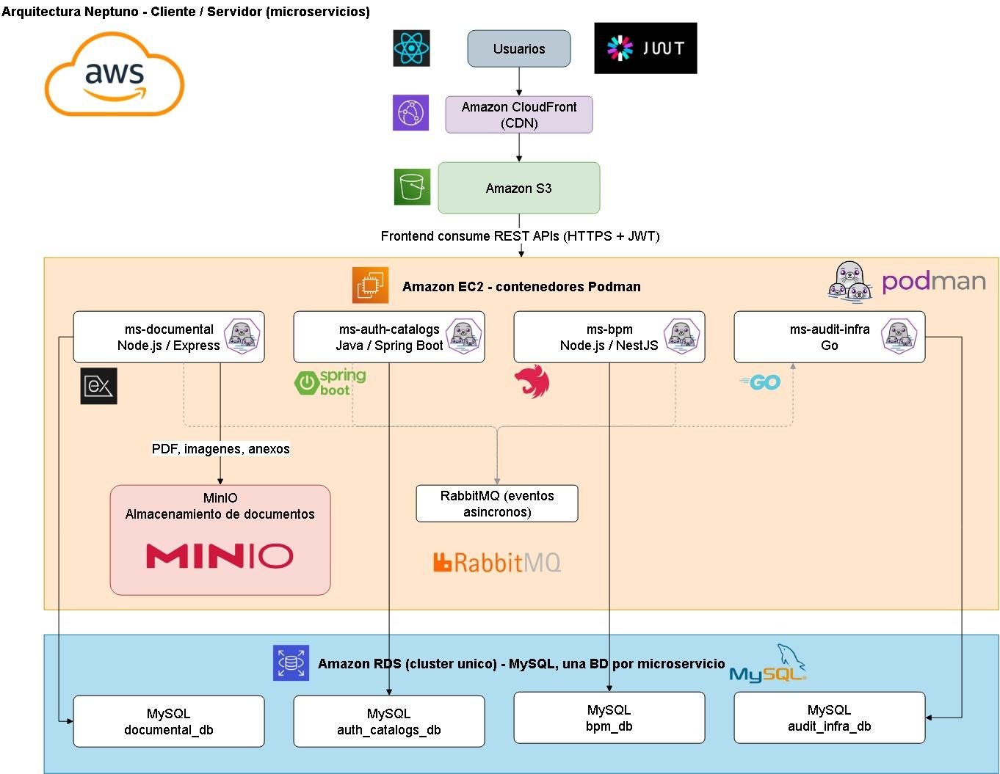 Arquitectura Neptuno - Cliente / Servidor (microservicios)
aws
Usuarios
JWT
Amazon CloudFront
(CDN)
Amazon S3
Frontend consume REST APIs (HTTPS + JWT)
Amazon EC2 - contenedores Podman
podman
ms-documental
Node.js / Express
ms-auth-catalogs
Java / Spring Boot
ms-bpm
Node.js / NestJS
ms-audit-infra
Go
ex
spring
boot
GO
PDF, imagenes, anexos
MinIO
Almacenamiento de documentos
MINIO
RabbitMQ (eventos
asincronos)
RabbitMQ
Amazon RDS (cluster unico) - MySQL, una BD por microservicio
MySQL®
MySQL
documental_db
MySQL
auth_catalogs_db
MySQL
bpm_db
MySQL
audit_infra_db